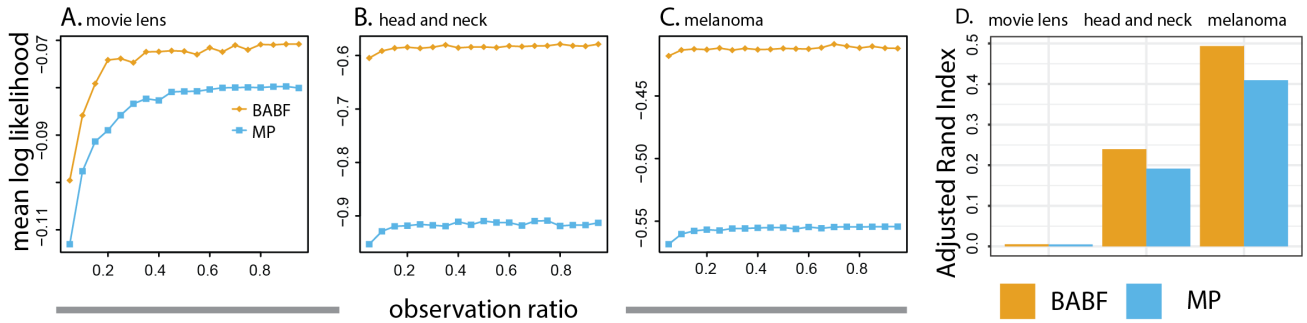 A. movie lens
B. head and neck
C. melanoma
D. movie lens head and neck melanoma
mean log likelihood
−0.07
−0.09
−0.11
BABF
MP
0.2 0.4 0.6 0.8
−0.6
−0.7
−0.8
−0.9
0.2 0.4 0.6 0.8
−0.45
−0.50
−0.55
0.2 0.4 0.6 0.8
observation ratio
Adjusted Rand Index
0.5
0.4
0.3
0.2
0.1
0.0
BABF MP